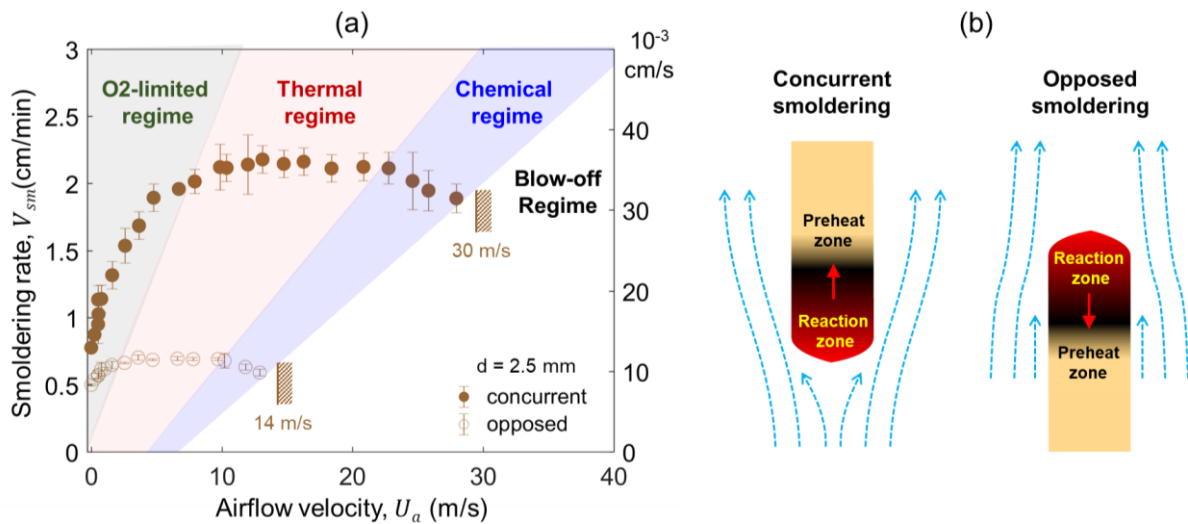 (a)
3
2.5
2
1.5
1
0.5
0
Smoldering rate, V_sm(cm/min)
O2-limited
regime
Thermal
regime
Chemical
regime
Blow-off
Regime
30 m/s
14 m/s
d = 2.5 mm
concurrent
opposed
10⁻³
cm/s
40
30
20
10
0
0 10 20 30 40
Airflow velocity, U_a (m/s)
(b)
Concurrent
smoldering
Preheat
zone
Reaction
zone
Opposed
smoldering
Reaction
zone
Preheat
zone